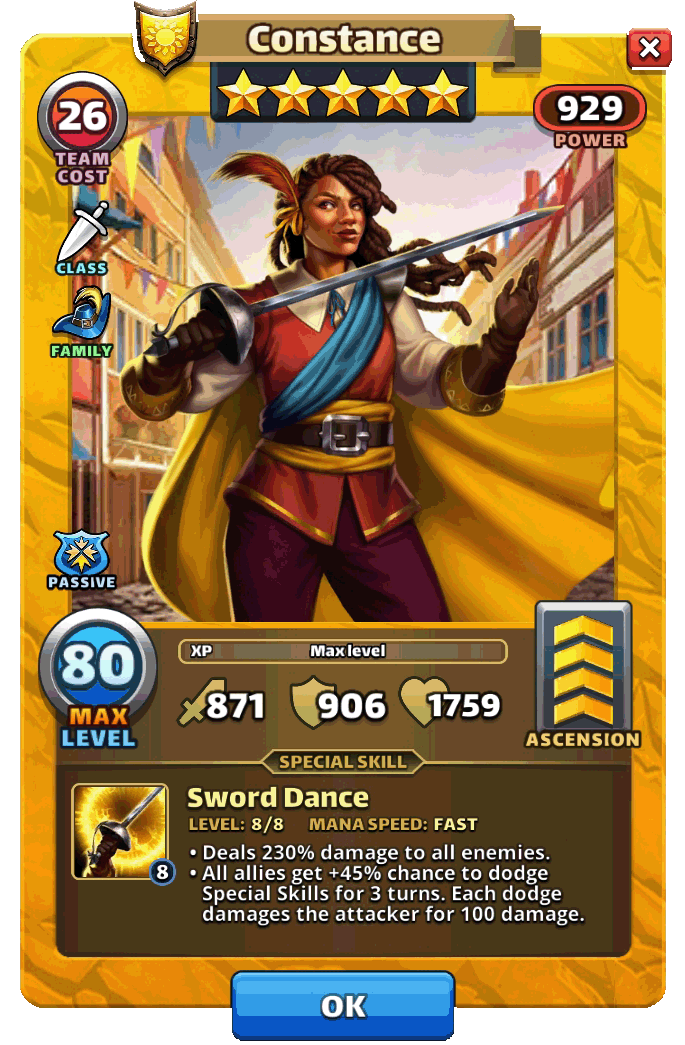 Constance
26
TEAM
COST
929
POWER
CLASS
FAMILY
PASSIVE
80
MAX
LEVEL
XP Max level
871 906 1759
ASCENSION
SPECIAL SKILL
Sword Dance
LEVEL: 8/8 MANA SPEED: FAST
8
• Deals 230% damage to all enemies.
• All allies get +45% chance to dodge
Special Skills for 3 turns. Each dodge
damages the attacker for 100 damage.
OK